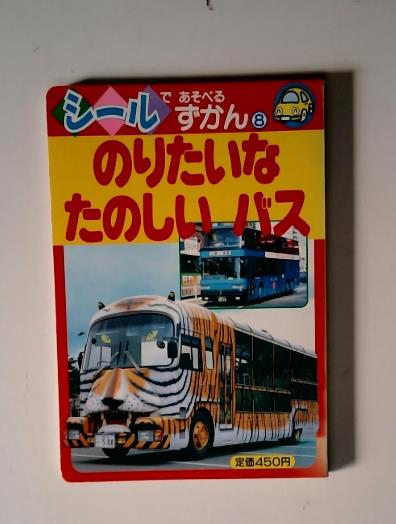 シールで あそべる
ずかん 8
のりたいな
たのしい バス
定価450円